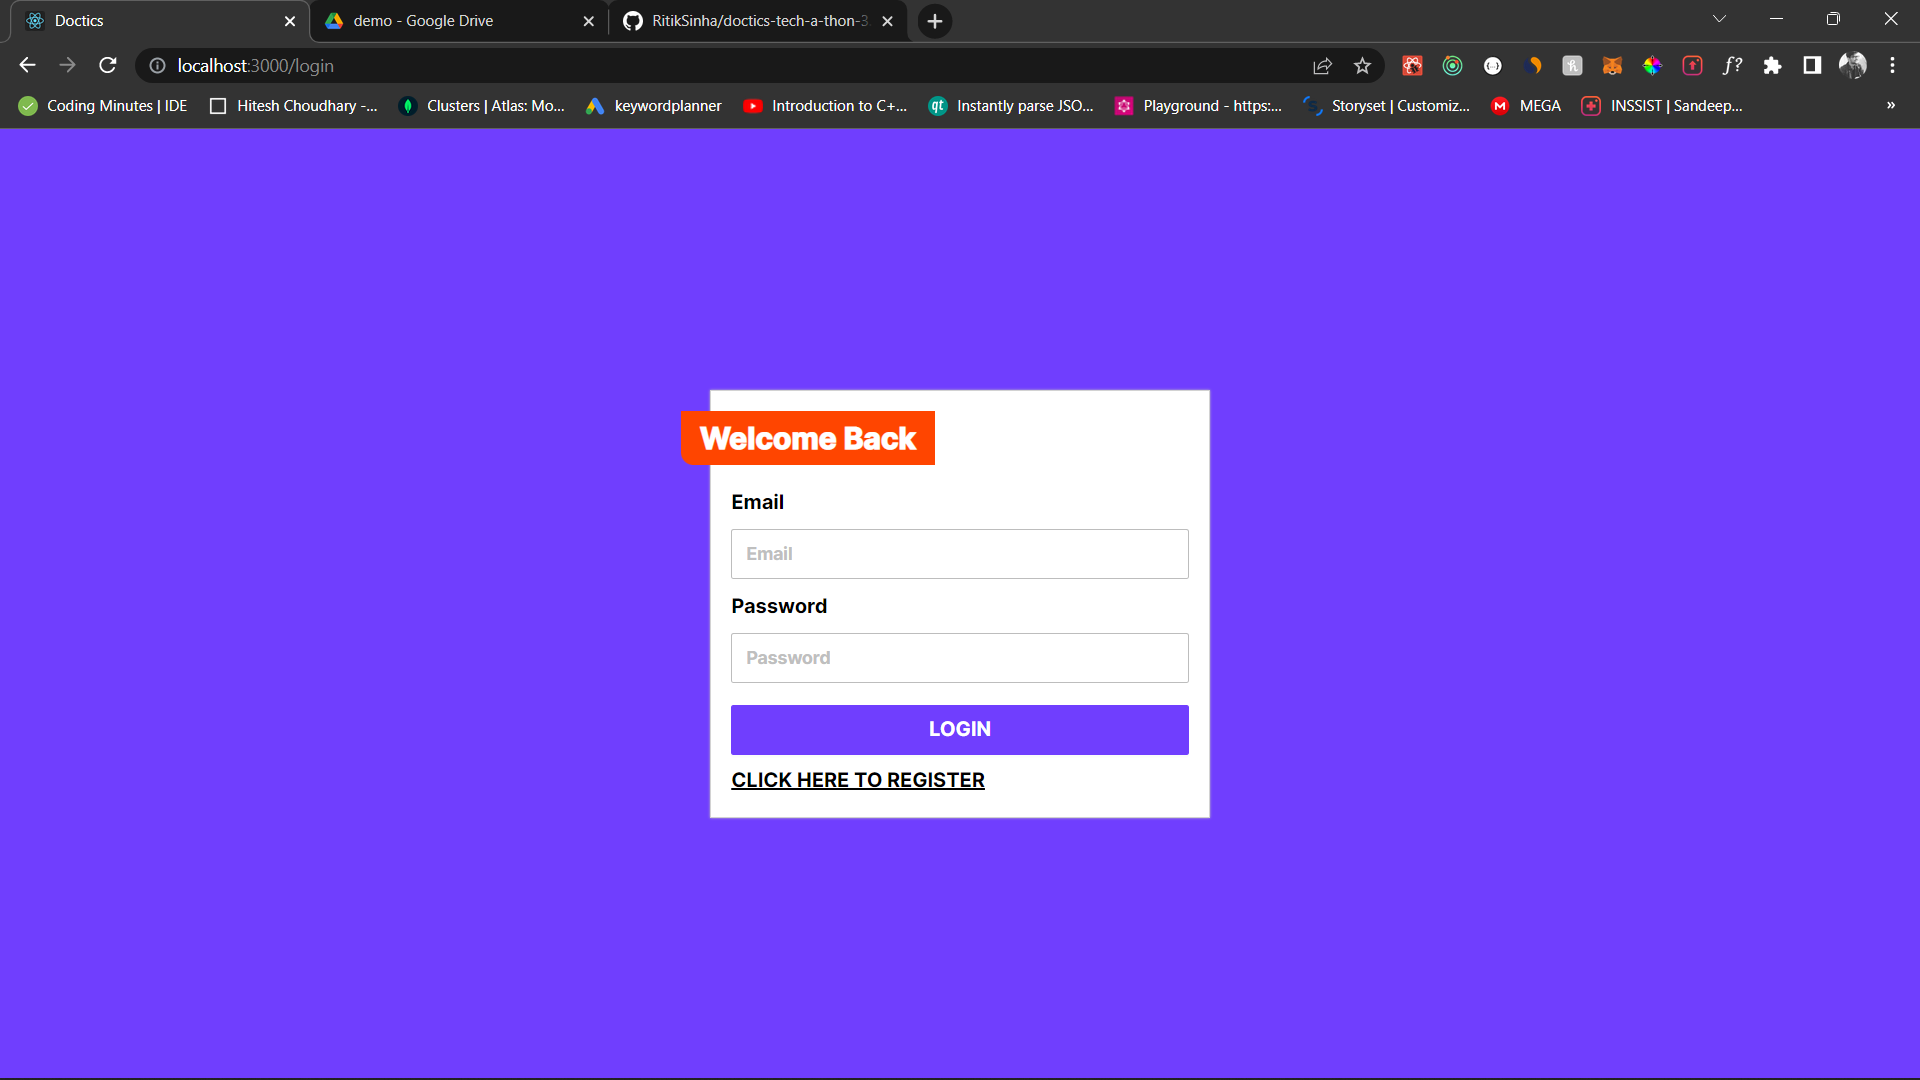 Doctics
demo - Google Drive
RitikSinha/doctics-tech-a-thon-3
localhost:3000/login
Coding Minutes | IDE
Hitesh Choudhary -...
Clusters | Atlas: Mo...
keywordplanner
Introduction to C+...
qt
Instantly parse JSO...
Playground - https:...
Storyset | Customiz...
MEGA
INSSIST | Sandeep...
Welcome Back
Email
Email
Password
Password
LOGIN
CLICK HERE TO REGISTER